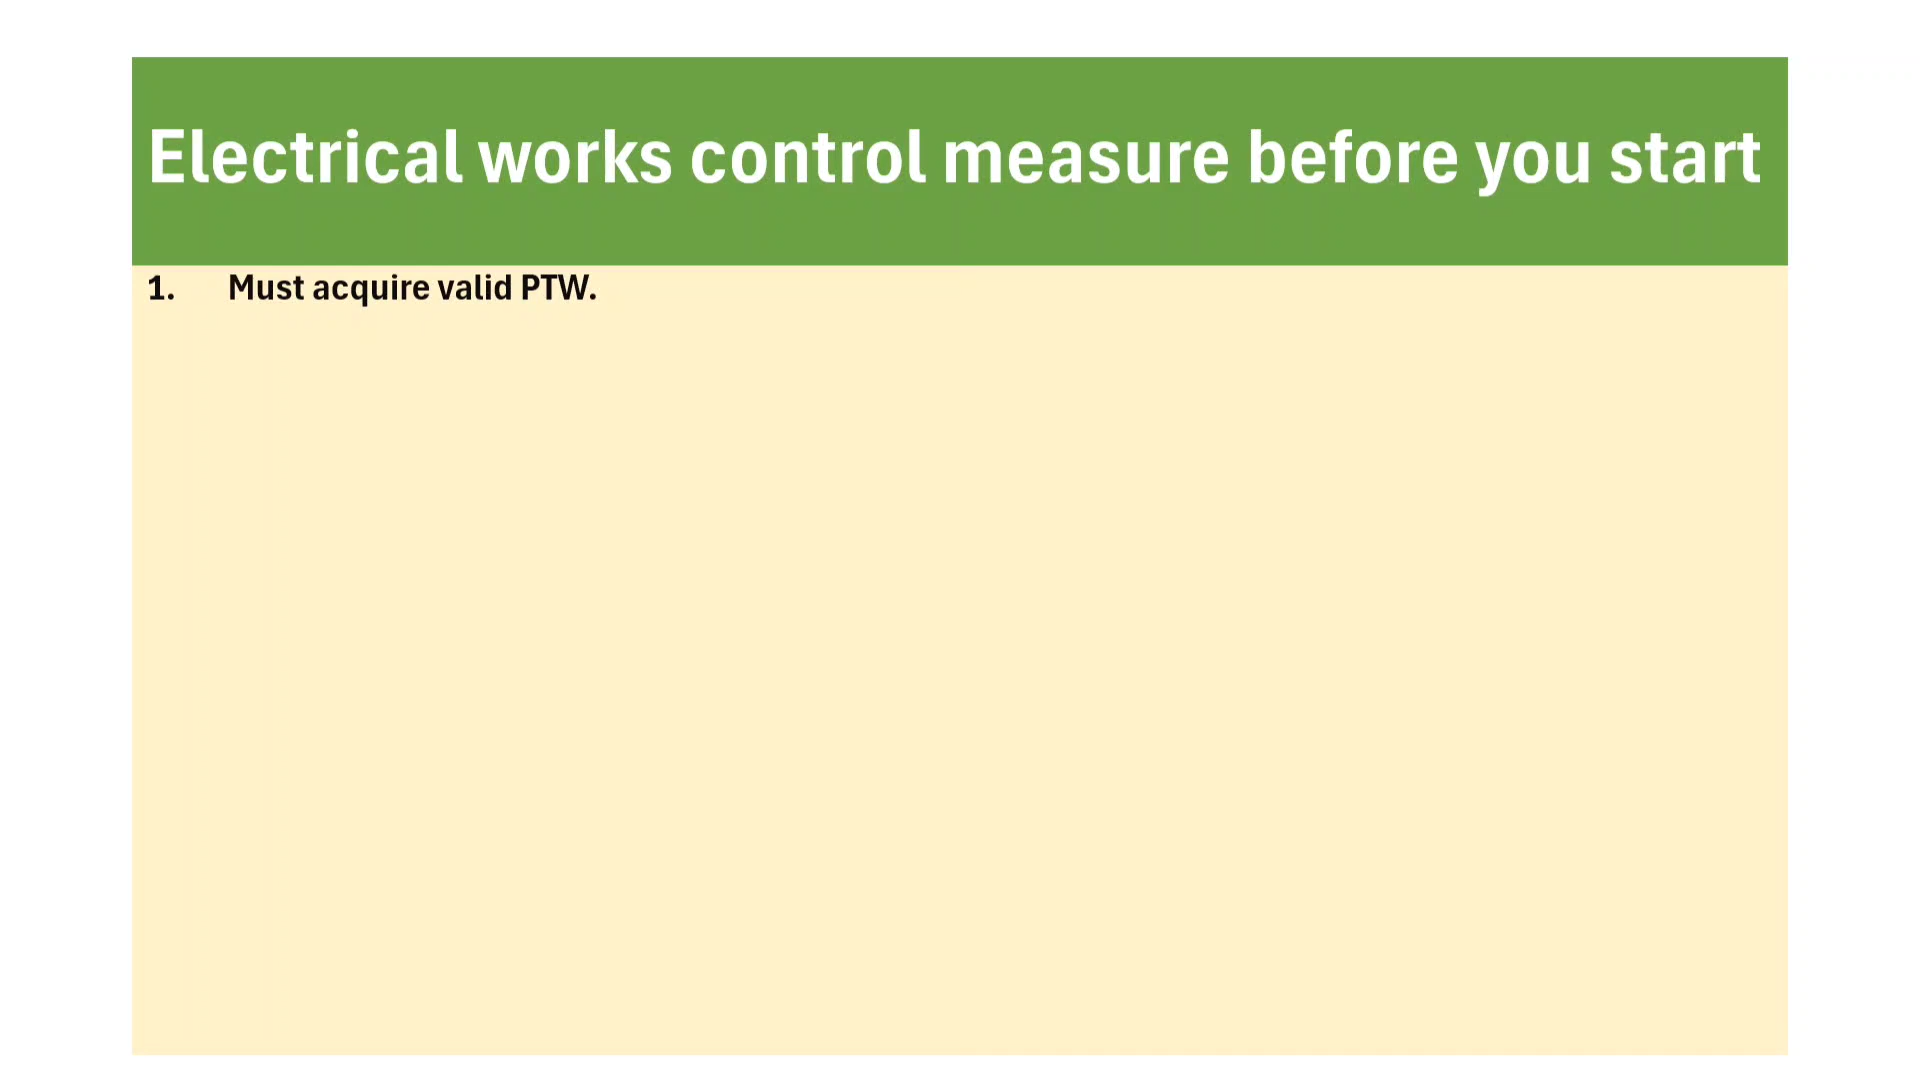 Electrical works control measure before you start
1. Must acquire valid PTW.